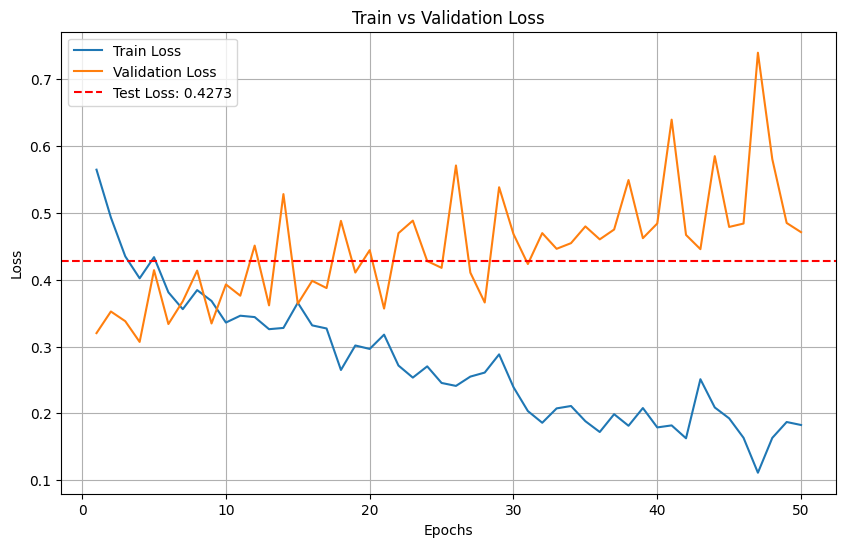 Train vs Validation Loss
Train Loss
Validation Loss
Test Loss: 0.4273
Loss
0.7
0.6
0.5
0.4
0.3
0.2
0.1
0 10 20 30 40 50
Epochs